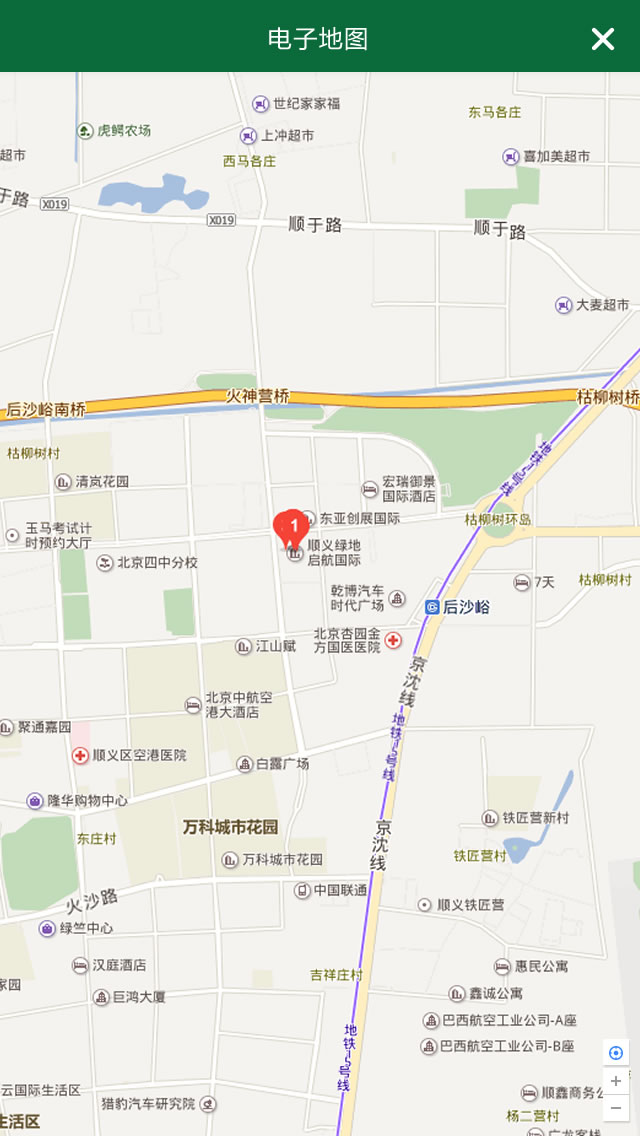 电子地图
世纪家家福
虎鳄农场
上冲超市
东马各庄
超市
西马各庄
喜加美超市
于路
X019
X019
顺于路
顺于路
大麦超市
后沙峪南桥
火神营桥
枯柳树桥
枯柳树村
清岚花园
地铁15号线
宏瑞御景
国际酒店
东亚创展国际
枯柳树环岛
1
玉马考试计
时预约大厅
顺义绿地
启航国际
北京四中分校
乾博汽车
时代广场
7天
枯柳树村
后沙峪
北京杏园金
方国医医院
江山赋
京沈线
北京中航空
港大酒店
聚通嘉园
地铁15号线
顺义区空港医院
白露广场
隆华购物中心
万科城市花园
京沈线
铁匠营新村
东庄村
万科城市花园
铁匠营村
中国联通
火沙路
顺义铁匠营
绿竺中心
汉庭酒店
惠民公寓
吉祥庄村
家园
巨鸿大厦
鑫诚公寓
巴西航空工业公司-A座
地铁15号线
巴西航空工业公司-B座
云国际生活区
猎豹汽车研究院
顺鑫商务公
杨二营村
生活区
广龙客栈